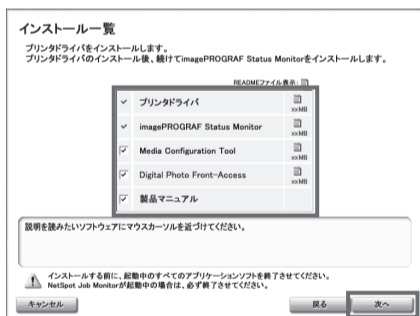 インストール一覧
プリンタドライバをインストールします。
プリンタドライバのインストール後、続けてimagePROGRAF Status Monitorをインストールします。
READMEファイル表示:
プリンタドライバ
xxMB
imagePROGRAF Status Monitor
xxMB
Media Configuration Tool
xxMB
Digital Photo Front-Access
xxMB
製品マニュアル
説明を読みたいソフトウェアにマウスカーソルを近づけてください。
インストールする前に、起動中のすべてのアプリケーションソフトを終了させてください。
NetSpot Job Monitorが起動中の場合は、必ず終了させてください。
キャンセル
戻る
次へ